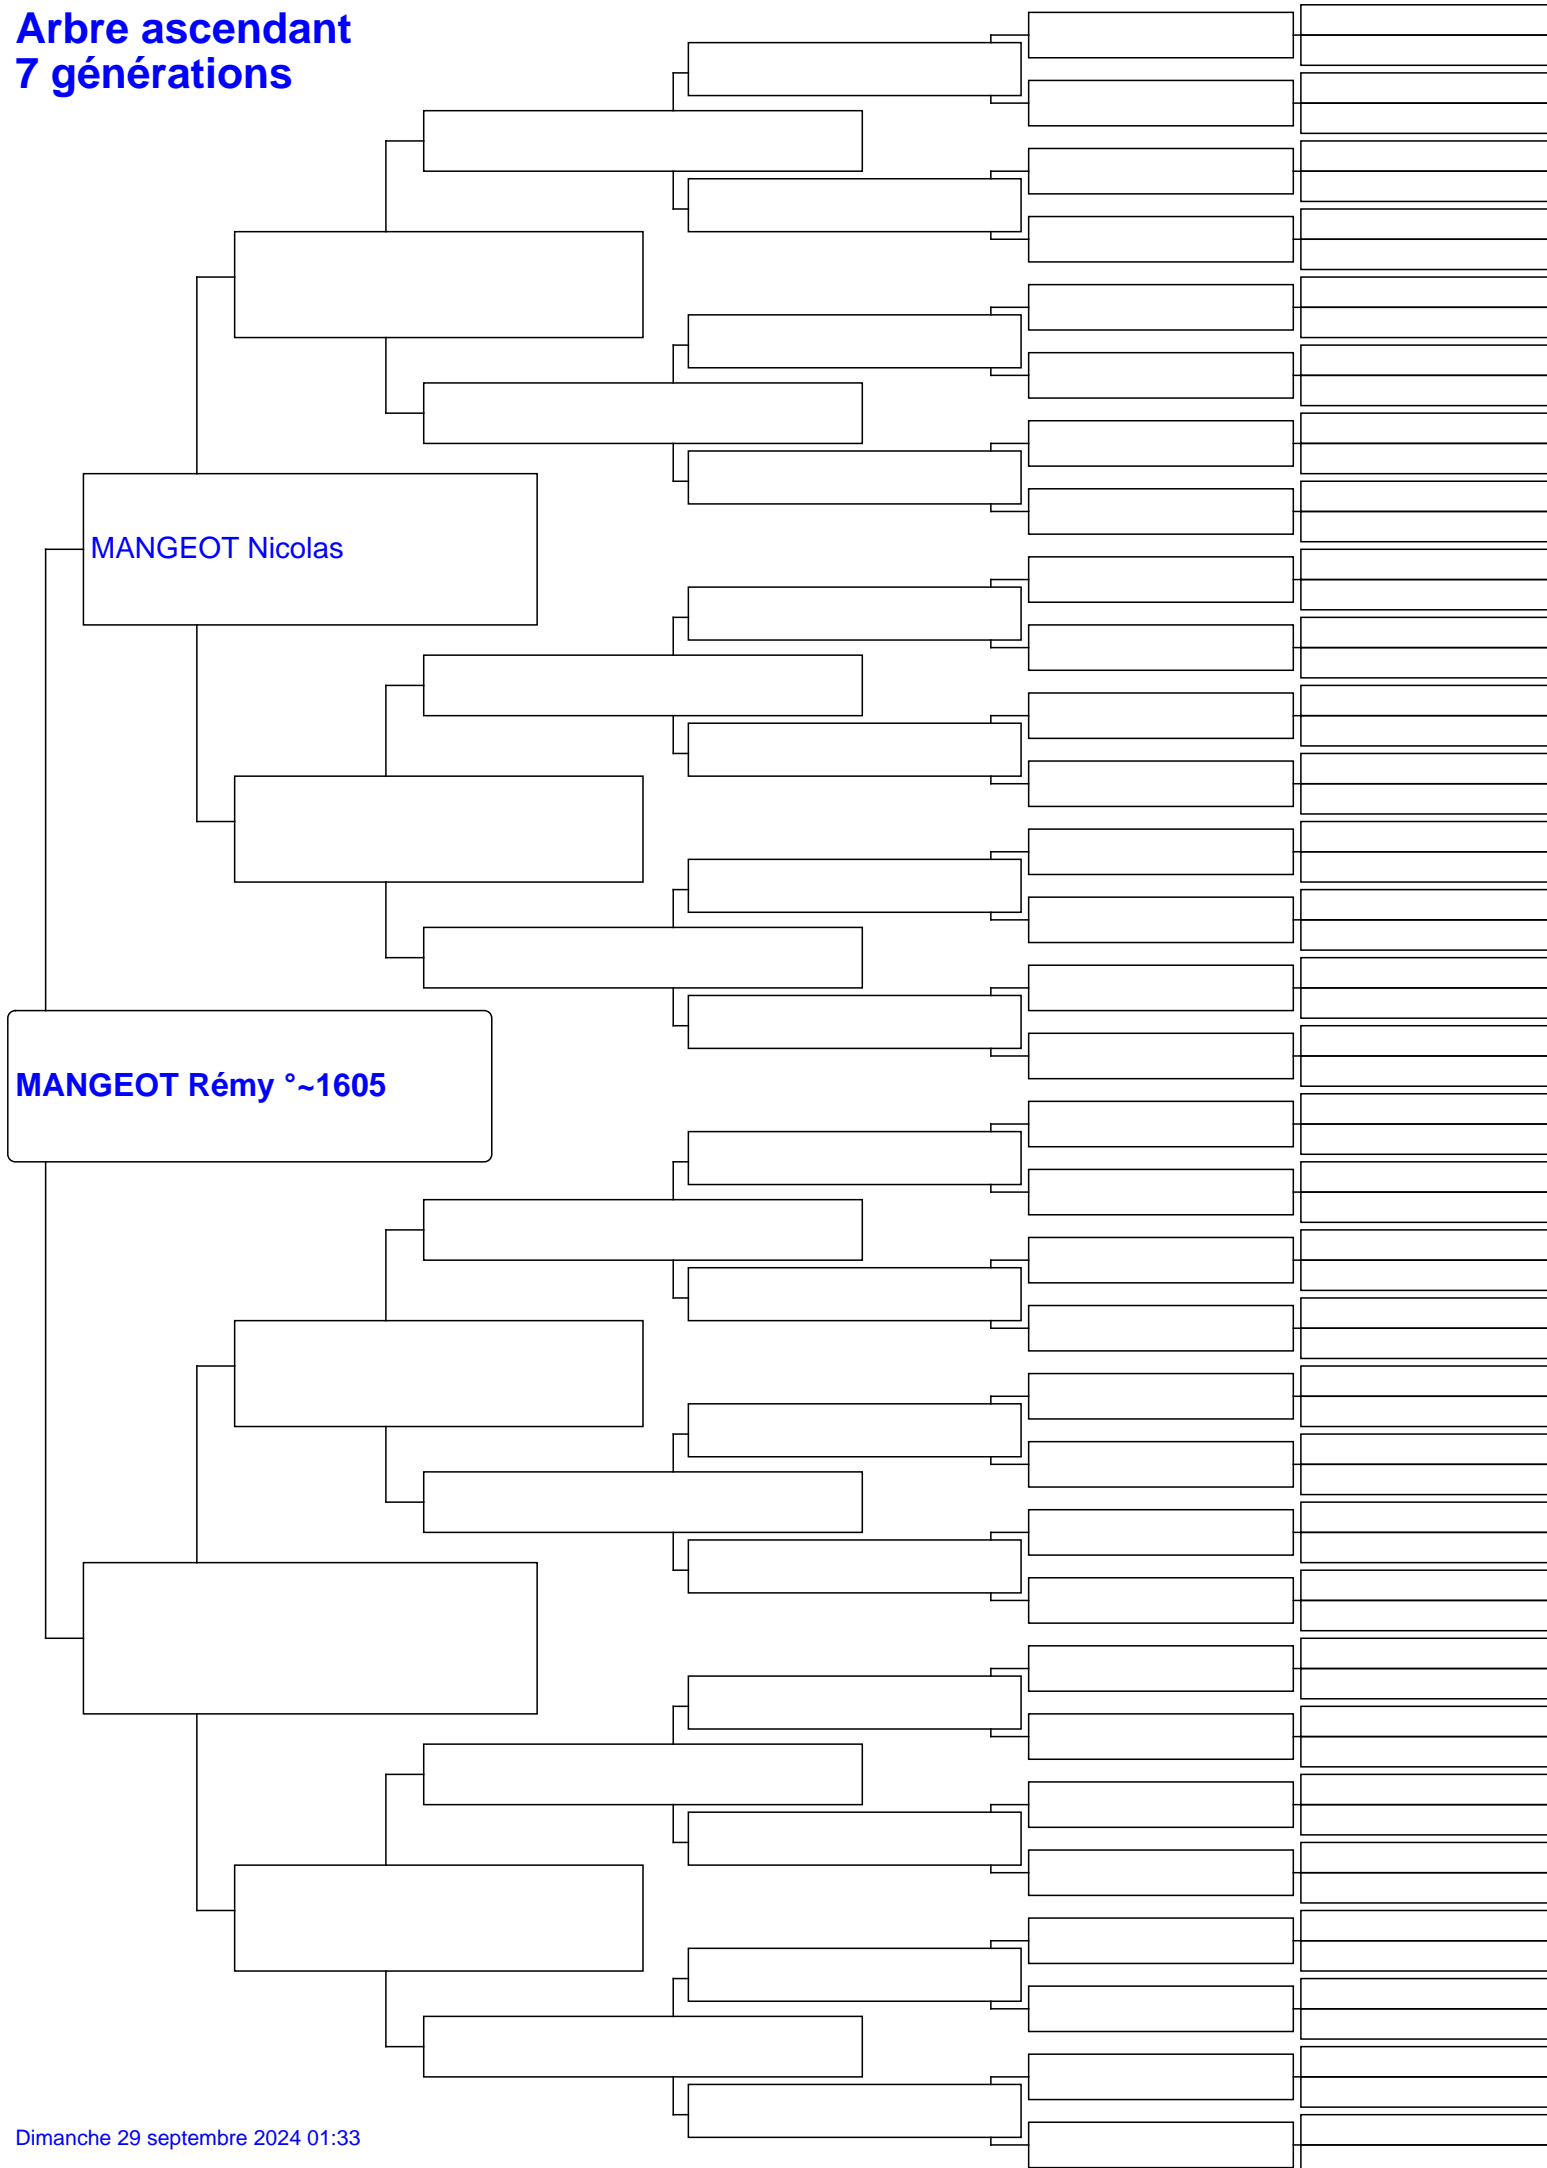 Arbre ascendant
7 générations
MANGEOT Nicolas
MANGEOT Rémy °~1605
Dimanche 29 septembre 2024 01:33